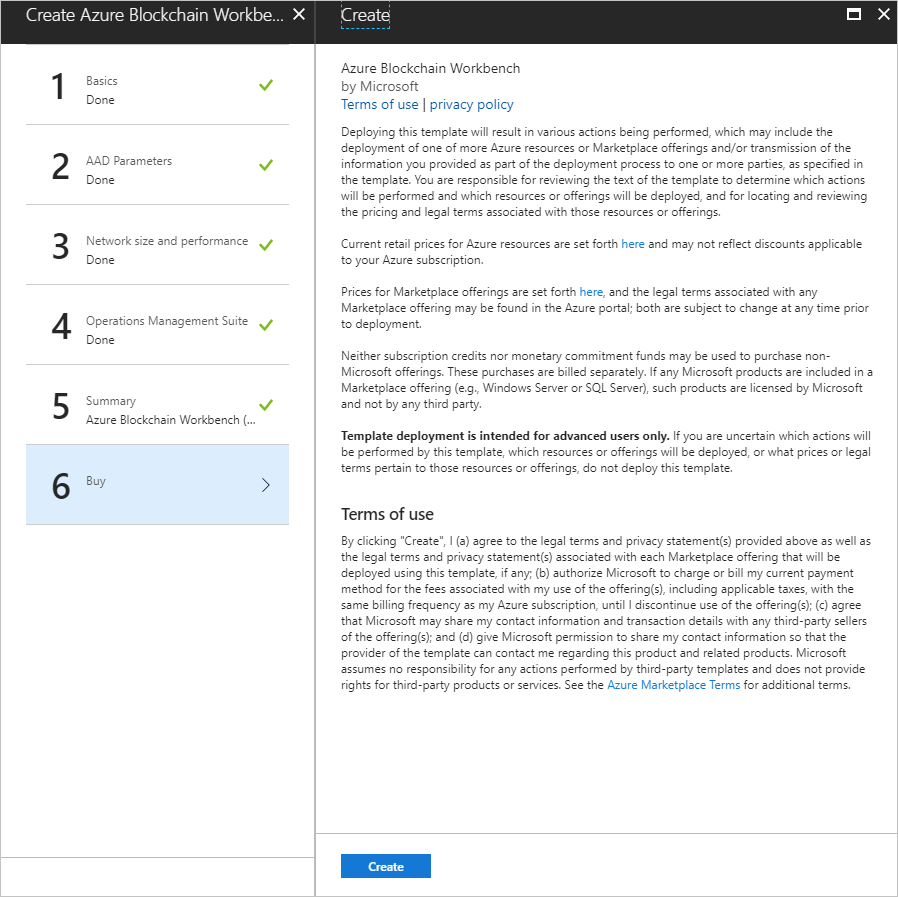 Create Azure Blockchain Workbe...
1
Basics
Done
2
AAD Parameters
Done
3
Network size and performance
Done
4
Operations Management Suite
Done
5
Summary
Azure Blockchain Workbench (...
6
Buy
Create
Azure Blockchain Workbench
by Microsoft
Terms of use | privacy policy
Deploying this template will result in various actions being performed, which may include the
deployment of one of more Azure resources or Marketplace offerings and/or transmission of the
information you provided as part of the deployment process to one or more parties, as specified in
the template. You are responsible for reviewing the text of the template to determine which actions
will be performed and which resources or offerings will be deployed, and for locating and reviewing
the pricing and legal terms associated with those resources or offerings.
Current retail prices for Azure resources are set forth here and may not reflect discounts applicable
to your Azure subscription.
Prices for Marketplace offerings are set forth here, and the legal terms associated with any
Marketplace offering may be found in the Azure portal; both are subject to change at any time prior
to deployment.
Neither subscription credits nor monetary commitment funds may be used to purchase non-
Microsoft offerings. These purchases are billed separately. If any Microsoft products are included in a
Marketplace offering (e.g., Windows Server or SQL Server), such products are licensed by Microsoft
and not by any third party.
Template deployment is intended for advanced users only. If you are uncertain which actions will
be performed by this template, which resources or offerings will be deployed, or what prices or legal
terms pertain to those resources or offerings, do not deploy this template.
Terms of use
By clicking "Create", I (a) agree to the legal terms and privacy statement(s) provided above as well as
the legal terms and privacy statement(s) associated with each Marketplace offering that will be
deployed using this template, if any; (b) authorize Microsoft to charge or bill my current payment
method for the fees associated with my use of the offering(s), including applicable taxes, with the
same billing frequency as my Azure subscription, until I discontinue use of the offering(s); (c) agree
that Microsoft may share my contact information and transaction details with any third-party sellers
of the offering(s); and (d) give Microsoft permission to share my contact information so that the
provider of the template can contact me regarding this product and related products. Microsoft
assumes no responsibility for any actions performed by third-party templates and does not provide
rights for third-party products or services. See the Azure Marketplace Terms for additional terms.
Create